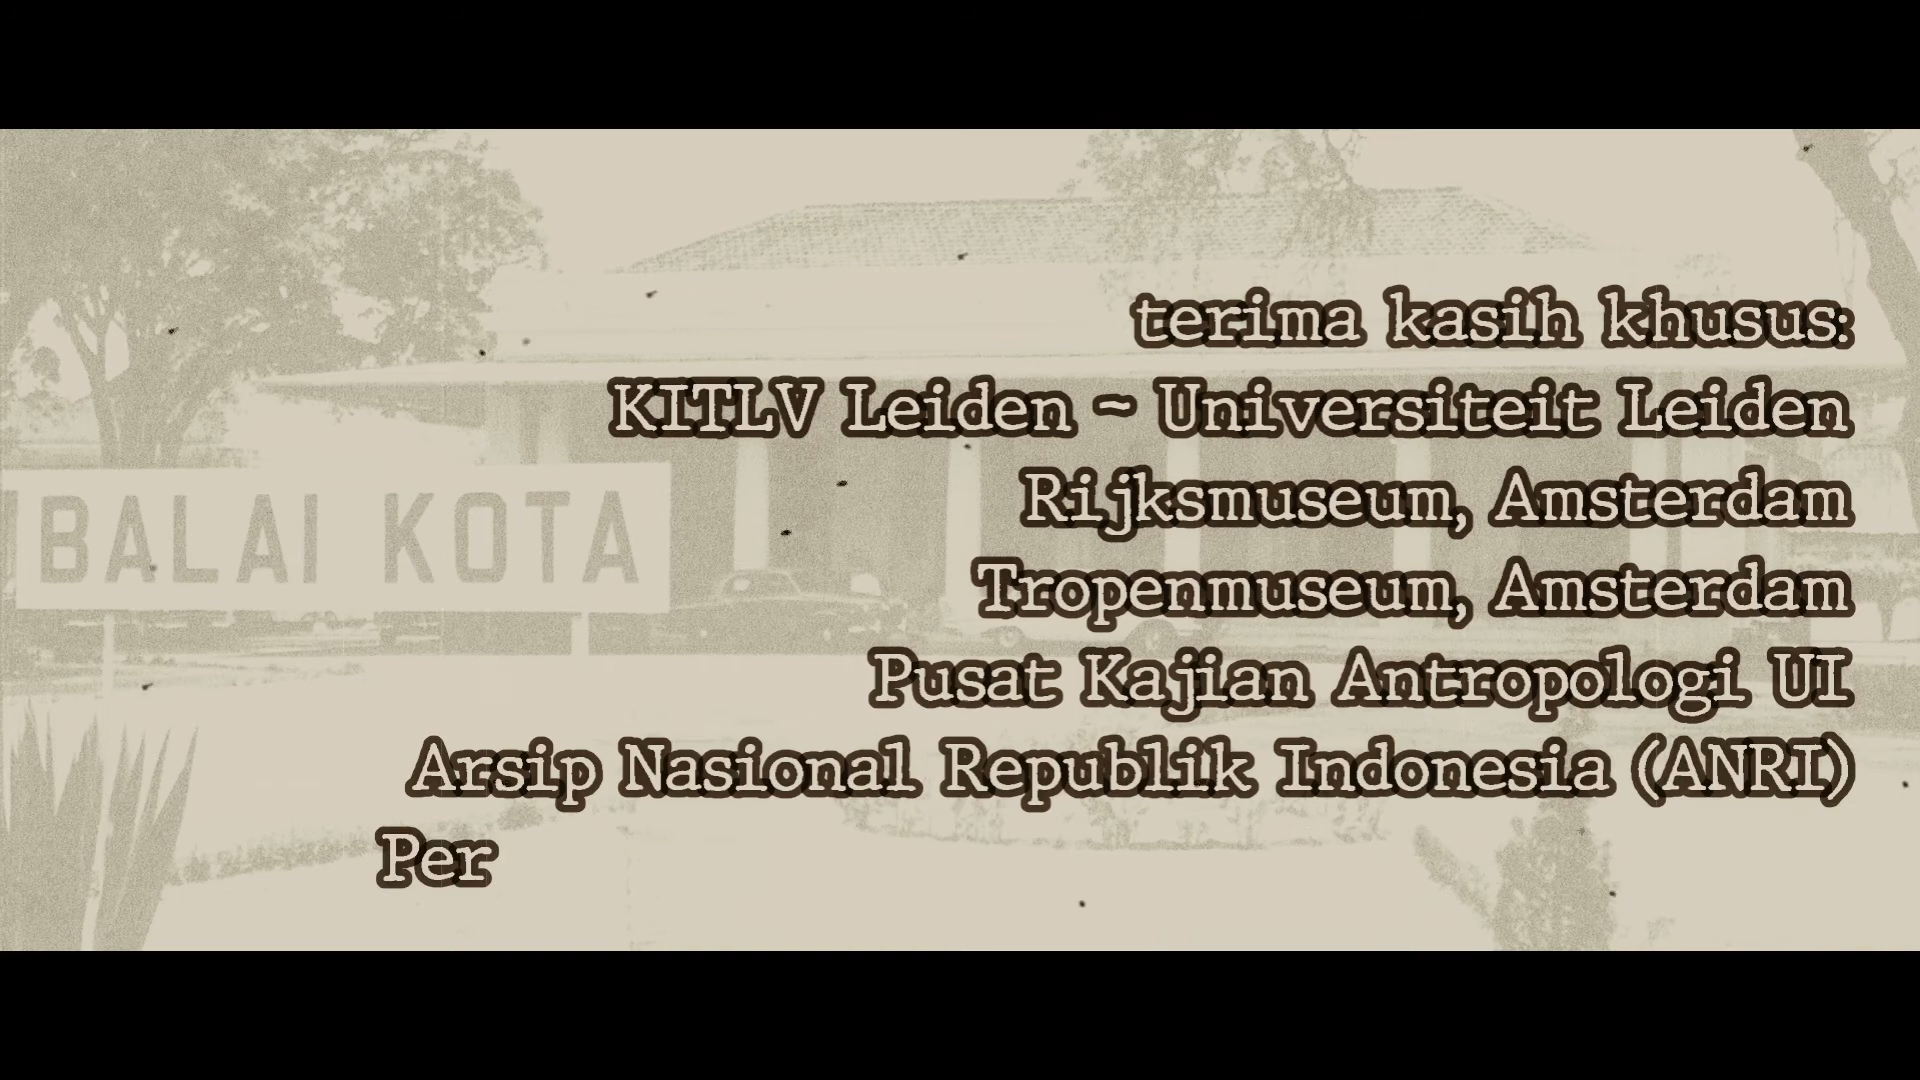 terima kasih khusus:
KITLV Leiden ~ Universiteit Leiden
Rijksmuseum, Amsterdam
Tropenmuseum, Amsterdam
BALAI KOTA
Pusat Kajian Antropologi UI
Arsip Nasional Republik Indonesia (ANRI)
Per